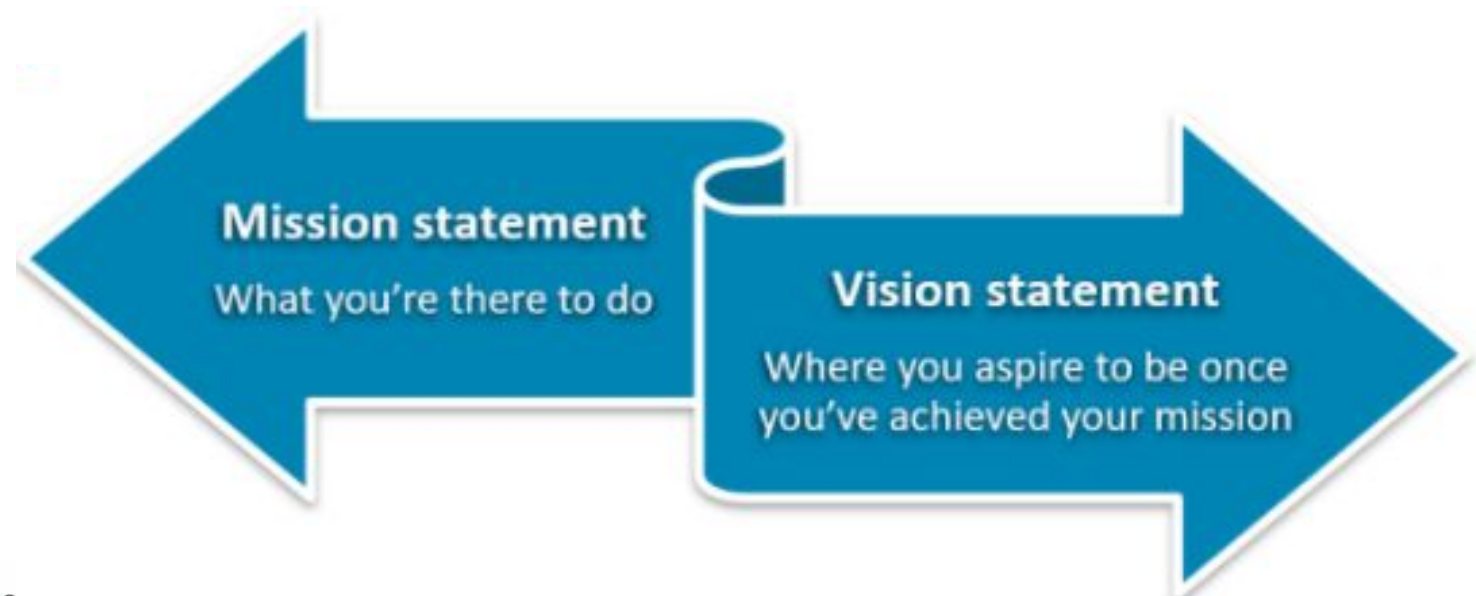 Mission statement
What you're there to do
Vision statement
Where you aspire to be once
you've achieved your mission